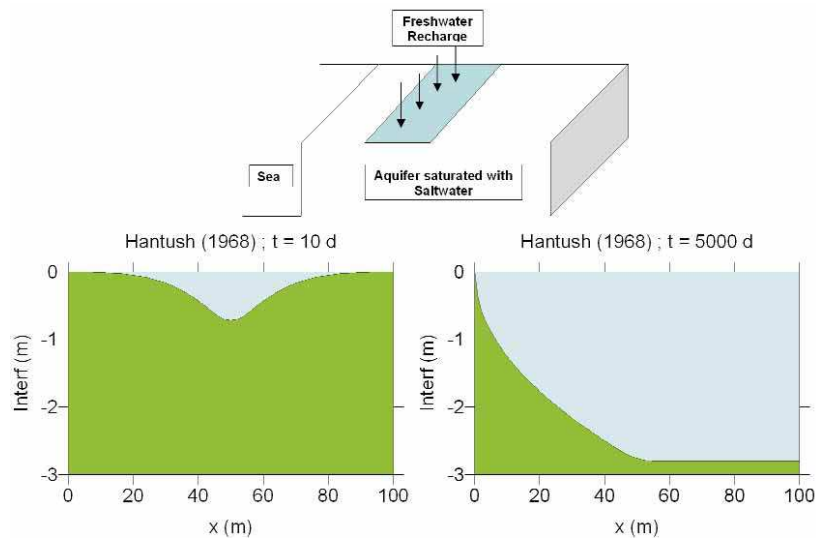 Freshwater
Recharge
Sea
Aquifer saturated with
Saltwater
Hantush (1968) ; t = 10 d
Hantush (1968) ; t = 5000 d
0
-1
-2
-3
Interf (m)
0 20 40 60 80 100
x (m)
0
-1
-2
-3
Interf (m)
0 20 40 60 80 100
x (m)